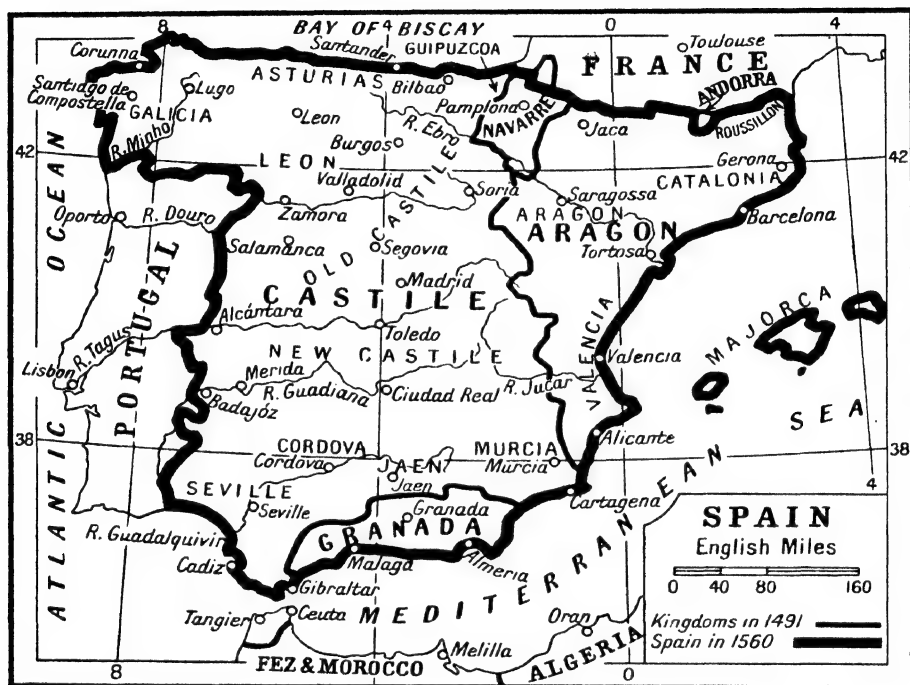 8
BAY OF BISCAY
4
4
Corunna
Santander
GUIPUZCOA
Toulouse
FRANCE
ASTURIAS
Bilbao
Santiago de
Compostella
Lugo
GALICIA
Pamplona
NAVARRE
ANDORRA
ROUSSILLON
Leon
R. Ebro
Jaca
R. Minho
Burgos
42
42
LEON
Gerona
CATALONIA
Valladolid
Soria
Zamora
Saragossa
Oporto
R. Douro
ARAGON
ARAGON
Barcelona
Salamanca
OLD CASTILE
Segovia
Tortosa
Madrid
CASTILE
ATLANTIC OCEAN
PORTUGAL
Alcántara
Toledo
VALENCIA
MAJORCA
R. Tagus
NEW CASTILE
Valencia
Lisbon
Merida
R. Guadiana
Ciudad Real
R. Jucar
Badajóz
38
38
CORDOVA
Cordova
JAEN
Jaen
MURCIA
Murcia
Alicante
MEDITERRANEAN SEA
4
SEVILLE
Seville
Granada
GRANADA
Cartagena
R. Guadalquivir
Cadiz
Malaga
Almeria
Gibraltar
Tangier
Ceuta
Oran
Melilla
FEZ & MOROCCO
ALGERIA
8
0
SPAIN
English Miles
0 40 80 160
Kingdoms in 1491
Spain in 1560